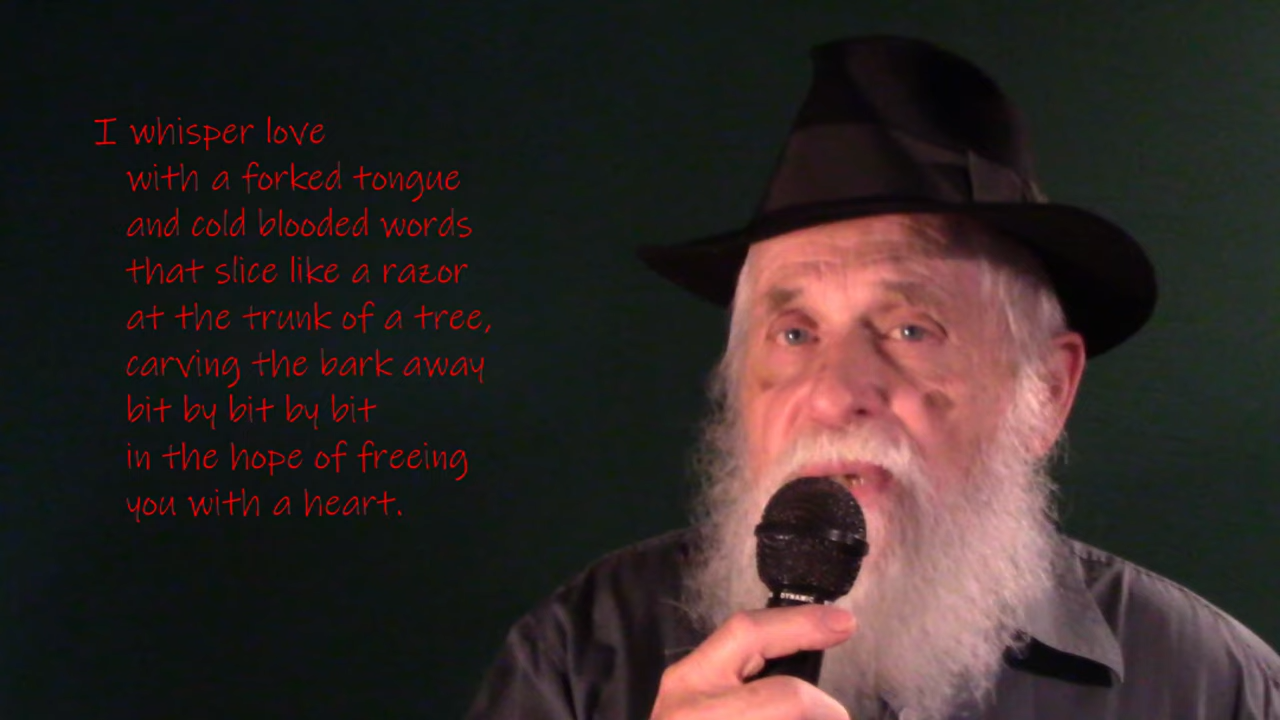 I whisper love
with a forked tongue
and cold blooded words
that slice like a razor
at the trunk of a tree,
carving the bark away
bit by bit by bit
in the hope of freeing
you with a heart.
DYNAMIC